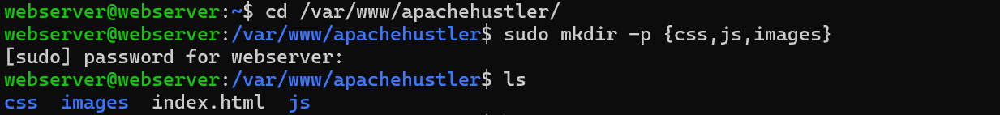 webserver@webserver:~$ cd /var/www/apachehustler/
webserver@webserver:/var/www/apachehustler$ sudo mkdir -p {css,js,images}
[sudo] password for webserver:
webserver@webserver:/var/www/apachehustler$ ls
css  images  index.html  js